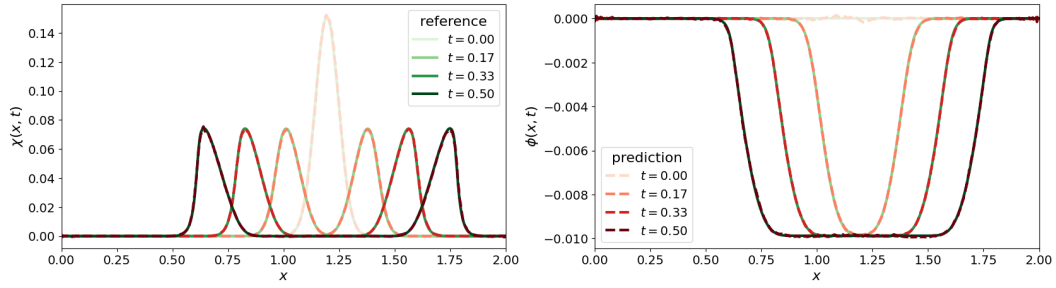 reference
t = 0.00
t = 0.17
t = 0.33
t = 0.50
χ(x, t)
0.14
0.12
0.10
0.08
0.06
0.04
0.02
0.00
0.00 0.25 0.50 0.75 1.00 1.25 1.50 1.75 2.00
x
ϕ(x, t)
0.000
−0.002
−0.004
−0.006
−0.008
−0.010
prediction
t = 0.00
t = 0.17
t = 0.33
t = 0.50
0.00 0.25 0.50 0.75 1.00 1.25 1.50 1.75 2.00
x